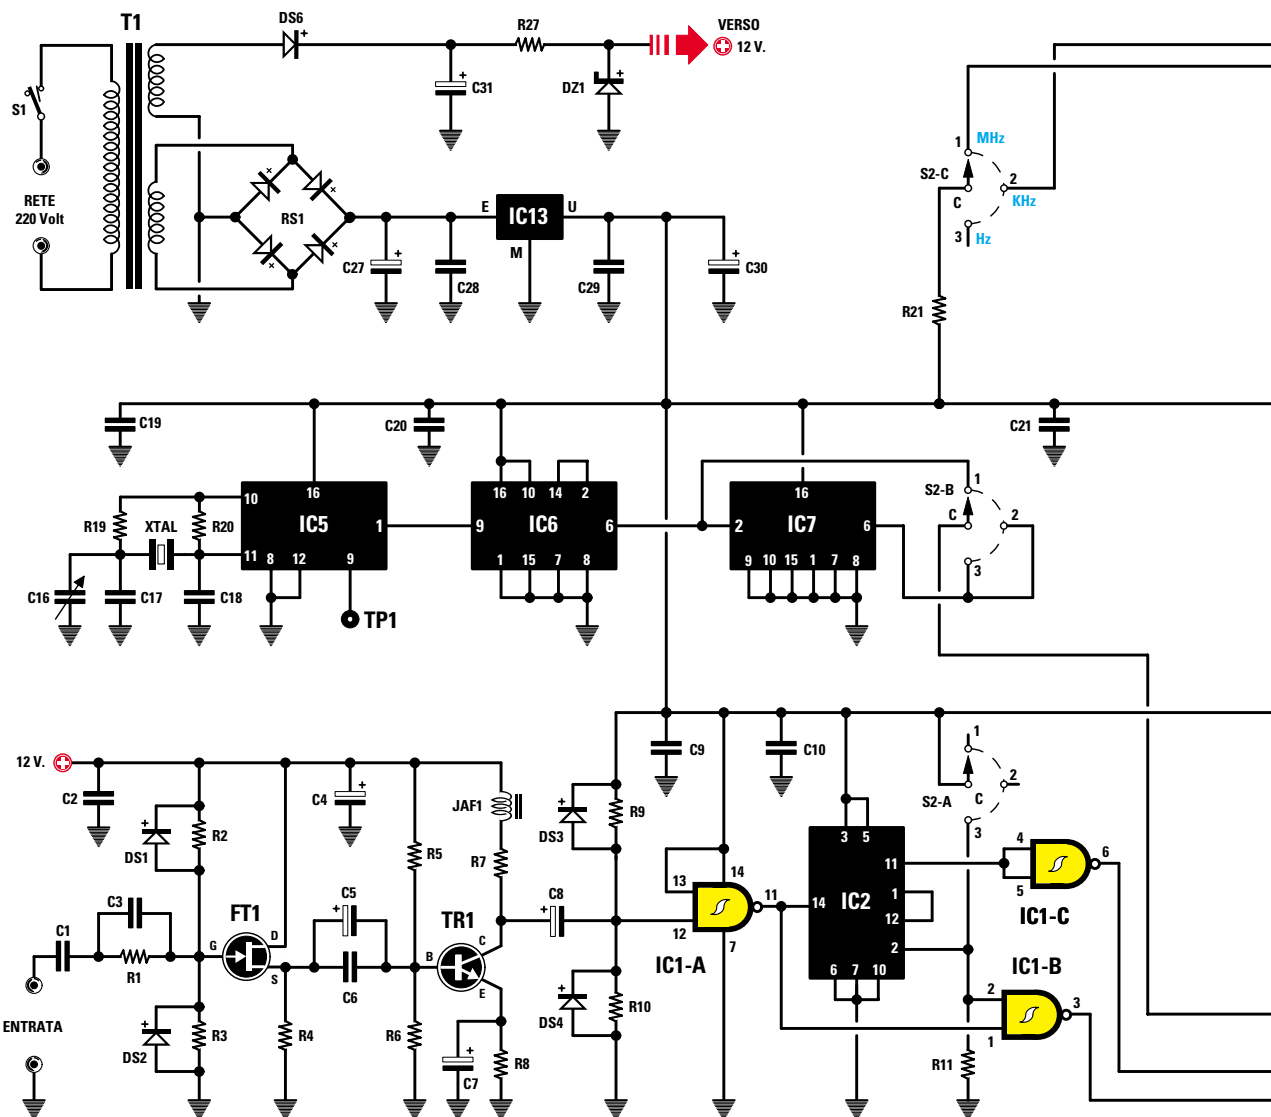 T1
DS6
R27
VERSO
12 V.
S1
C31
DZ1
RETE
220 Volt
RS1
E
IC13
U
M
C27
C28
C29
C30
1
MHz
S2-C
C
2
KHz
3
Hz
R21
C19
C20
C21
10
16
IC5
1
11
8
12
9
R19
XTAL
R20
C16
C17
C18
TP1
16
10
14
2
9
IC6
6
1
15
7
8
16
2
IC7
6
9
10
15
1
7
8
S2-B
1
C
2
3
12 V.
C2
C4
DS1
R2
R5
JAF1
R7
C3
C1
R1
G
FT1
D
S
C5
C6
B
TR1
C
E
C8
ENTRATA
DS2
R3
R4
R6
C7
R8
C9
C10
DS3
R9
DS4
R10
13
14
12
11
7
IC1-A
3
5
14
IC2
11
1
12
2
6
7
10
1
S2-A
C
2
3
4
5
6
IC1-C
IC1-B
2
1
3
R11